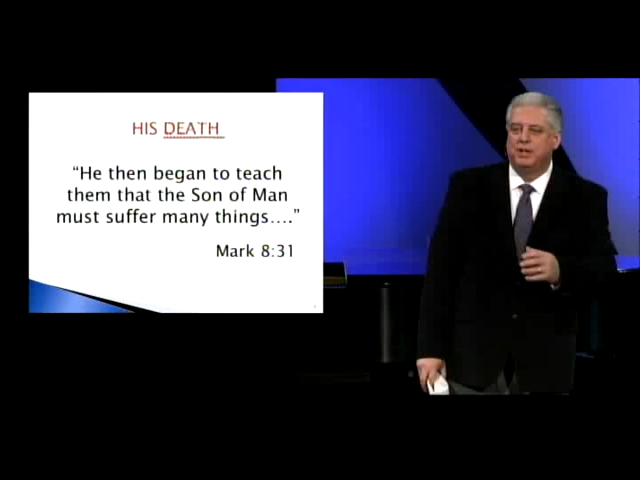 HIS DEATH
“He then began to teach
them that the Son of Man
must suffer many things….”
Mark 8:31